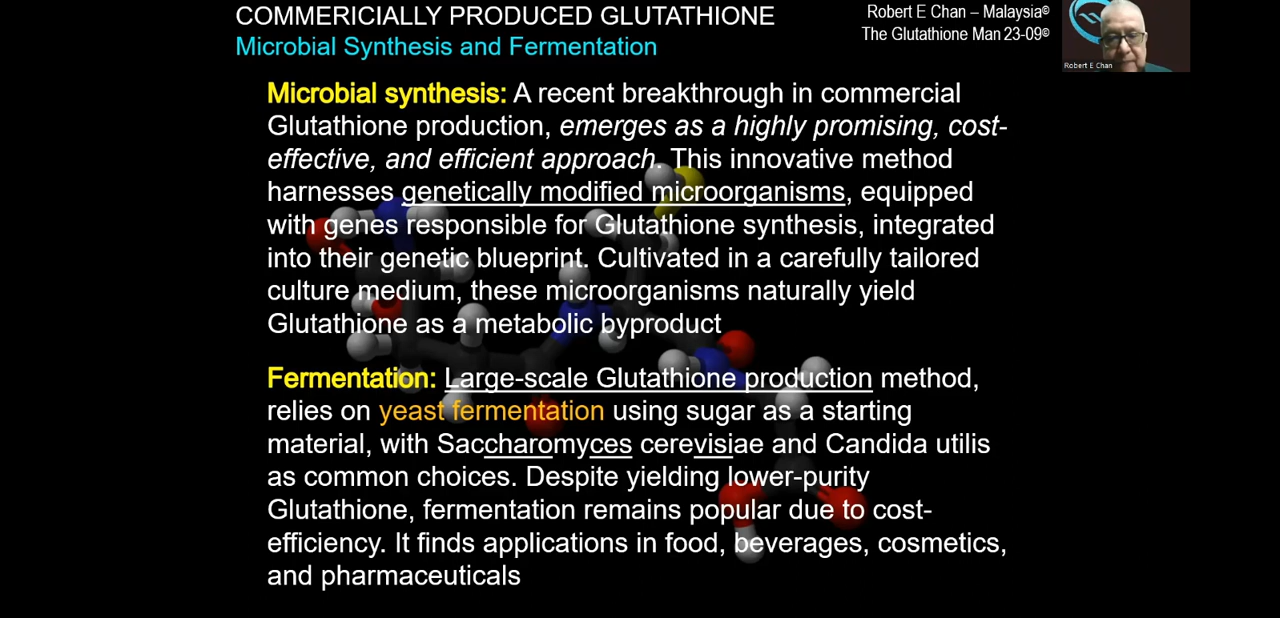 COMMERICIALLY PRODUCED GLUTATHIONE
Microbial Synthesis and Fermentation
Robert E Chan – Malaysia©
The Glutathione Man 23-09©
Robert E Chan
Microbial synthesis: A recent breakthrough in commercial
Glutathione production, emerges as a highly promising, cost-
effective, and efficient approach. This innovative method
harnesses genetically modified microorganisms, equipped
with genes responsible for Glutathione synthesis, integrated
into their genetic blueprint. Cultivated in a carefully tailored
culture medium, these microorganisms naturally yield
Glutathione as a metabolic byproduct
Fermentation: Large-scale Glutathione production method,
relies on yeast fermentation using sugar as a starting
material, with Saccharomyces cerevisiae and Candida utilis
as common choices. Despite yielding lower-purity
Glutathione, fermentation remains popular due to cost-
efficiency. It finds applications in food, beverages, cosmetics,
and pharmaceuticals